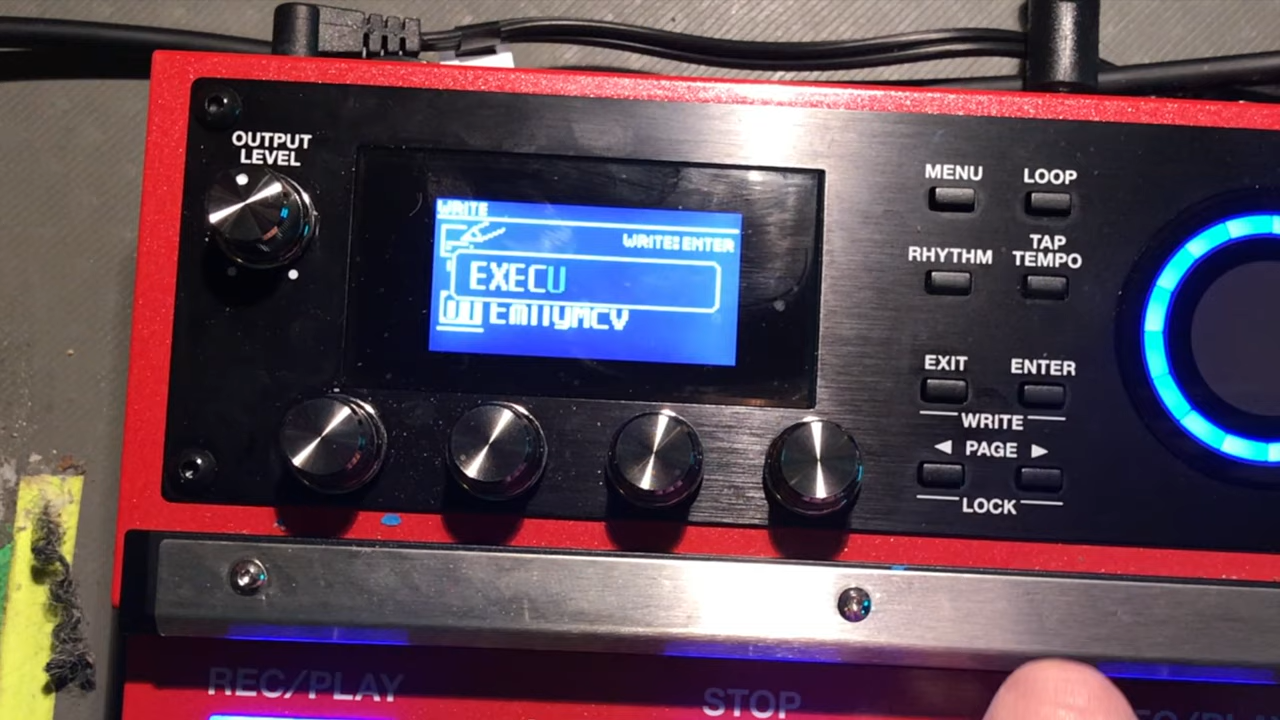 OUTPUT
LEVEL
WRITE
WRITE: ENTER
EXECU
MENU
LOOP
RHYTHM
TAP
TEMPO
EXIT
ENTER
WRITE
◀ PAGE ▶
LOCK
REC/PLAY
STOP